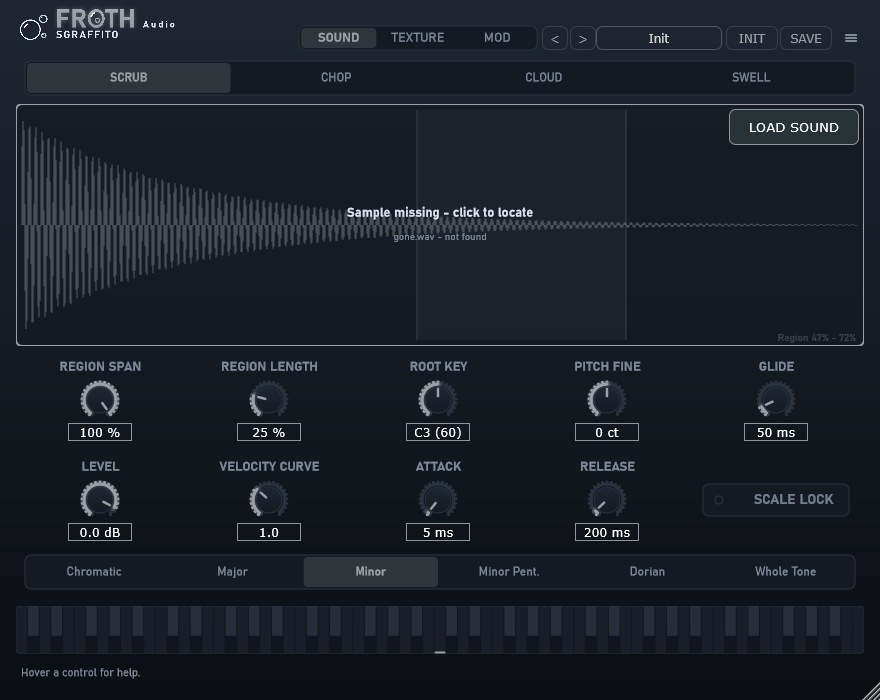 FROTH Audio
SGRAFFITO
SOUND TEXTURE MOD < > Init INIT SAVE
SCRUB CHOP CLOUD SWELL
LOAD SOUND
Sample missing - click to locate
gone.wav - not found
Region 47% - 72%
REGION SPAN REGION LENGTH ROOT KEY PITCH FINE GLIDE
100 % 25 % C3 (60) 0 ct 50 ms
LEVEL VELOCITY CURVE ATTACK RELEASE
SCALE LOCK
0.0 dB 1.0 5 ms 200 ms
Chromatic Major Minor Minor Pent. Dorian Whole Tone
Hover a control for help.